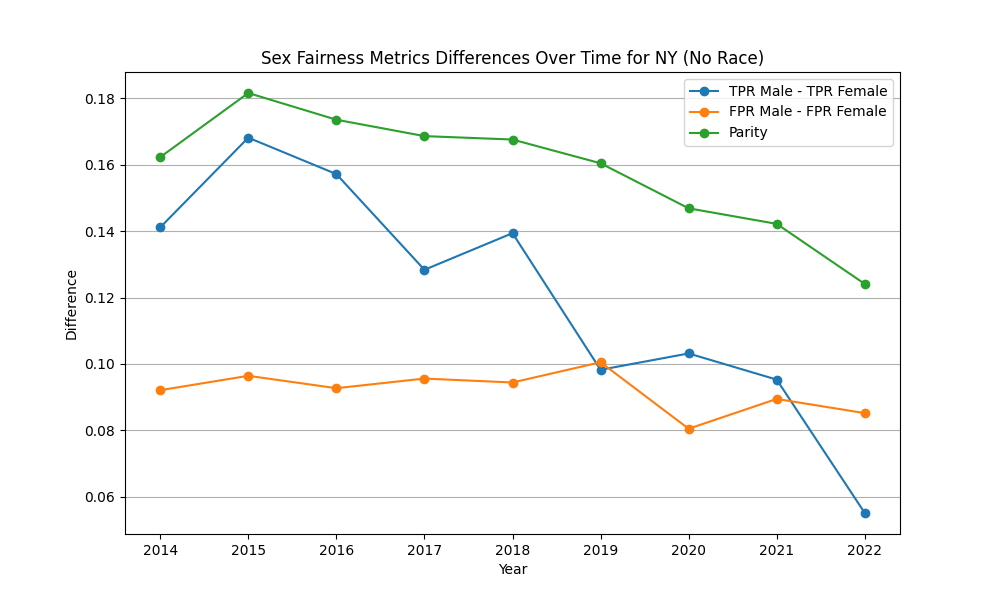 Sex Fairness Metrics Differences Over Time for NY (No Race)
TPR Male - TPR Female
FPR Male - FPR Female
Parity
0.18
0.16
0.14
0.12
0.10
0.08
0.06
Difference
2014 2015 2016 2017 2018 2019 2020 2021 2022
Year